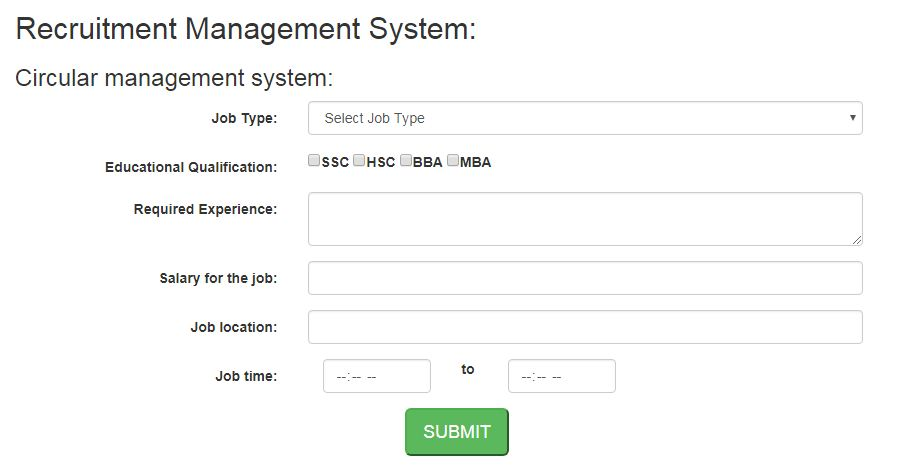 Recruitment Management System:
Circular management system:
Job Type: Select Job Type
Educational Qualification: SSC HSC BBA MBA
Required Experience:
Salary for the job:
Job location:
Job time: --:-- -- to --:-- --
SUBMIT